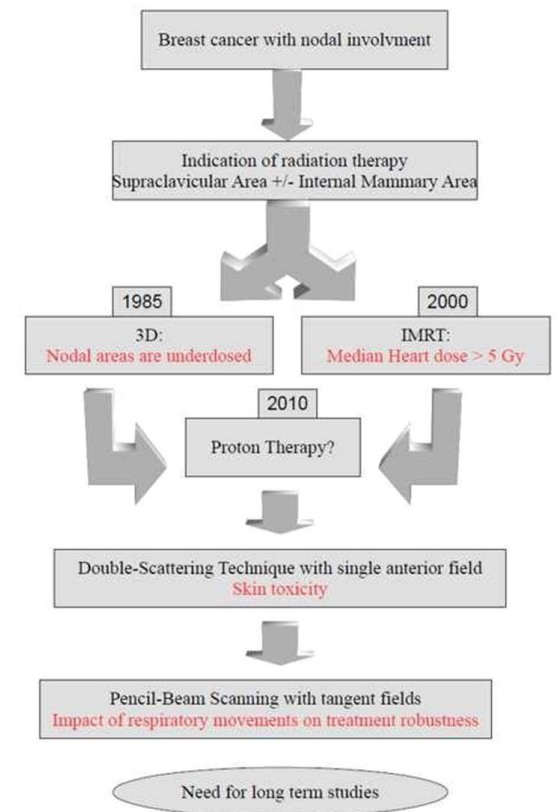 Breast cancer with nodal involvment
Indication of radiation therapy
Supraclavicular Area +/- Internal Mammary Area
1985
3D:
Nodal areas are underdosed
2000
IMRT:
Median Heart dose > 5 Gy
2010
Proton Therapy?
Double-Scattering Technique with single anterior field
Skin toxicity
Pencil-Beam Scanning with tangent fields
Impact of respiratory movements on treatment robustness
Need for long term studies